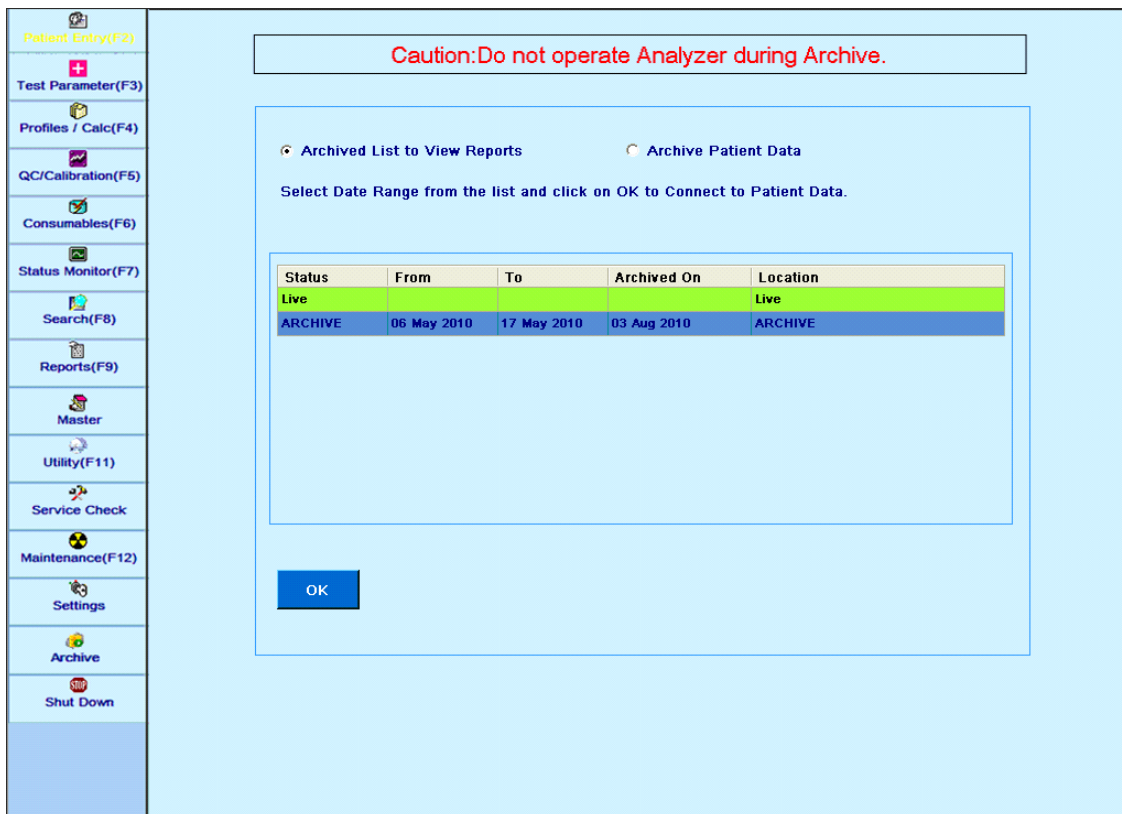 Patient Entry(F2)
Test Parameter(F3)
Profiles / Calc(F4)
QC/Calibration(F5)
Consumables(F6)
Status Monitor(F7)
Search(F8)
Reports(F9)
Master
Utility(F11)
Service Check
Maintenance(F12)
Settings
Archive
STOP
Shut Down
Caution:Do not operate Analyzer during Archive.
Archived List to View Reports Archive Patient Data
Select Date Range from the list and click on OK to Connect to Patient Data.
Status From To Archived On Location
Live Live
ARCHIVE 06 May 2010 17 May 2010 03 Aug 2010 ARCHIVE
OK